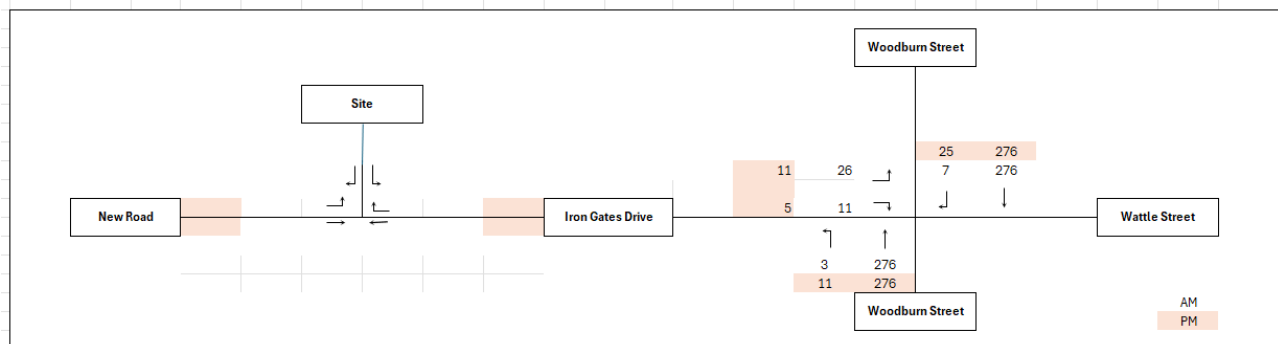 Woodburn Street
Site
25 276
11 26 7 276
New Road Iron Gates Drive 5 11 Wattle Street
3 276
11 276
Woodburn Street
AM
PM